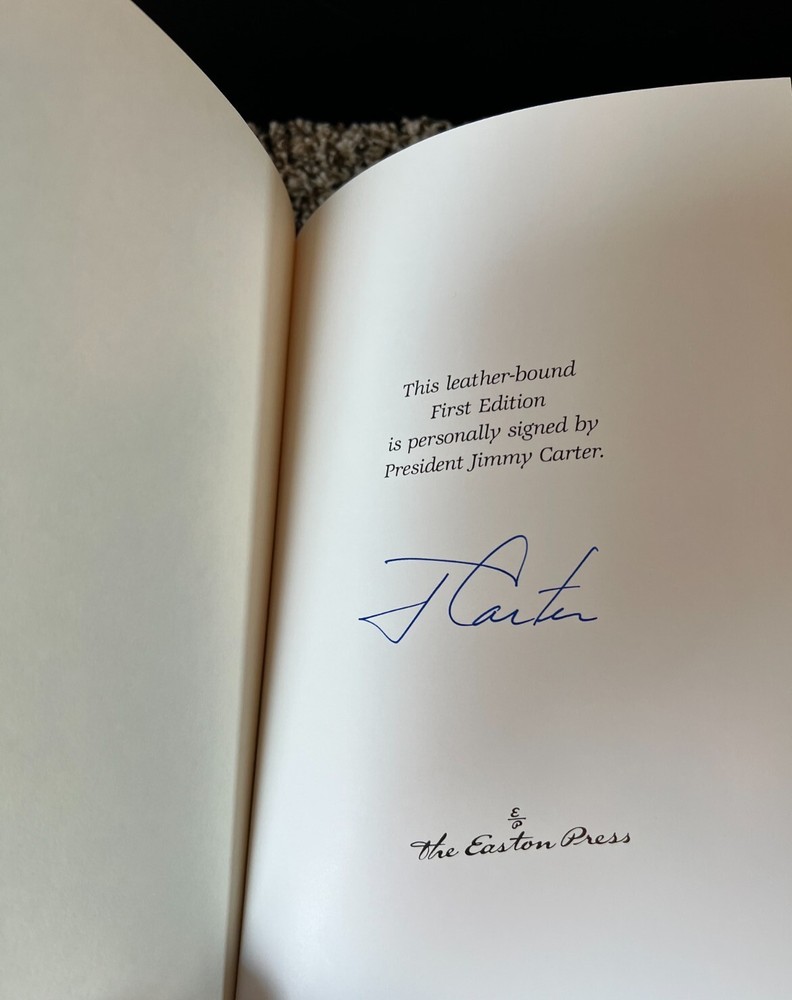 This leather-bound
First Edition
is personally signed by
President Jimmy Carter.
J Carter
E
P
The Easton Press